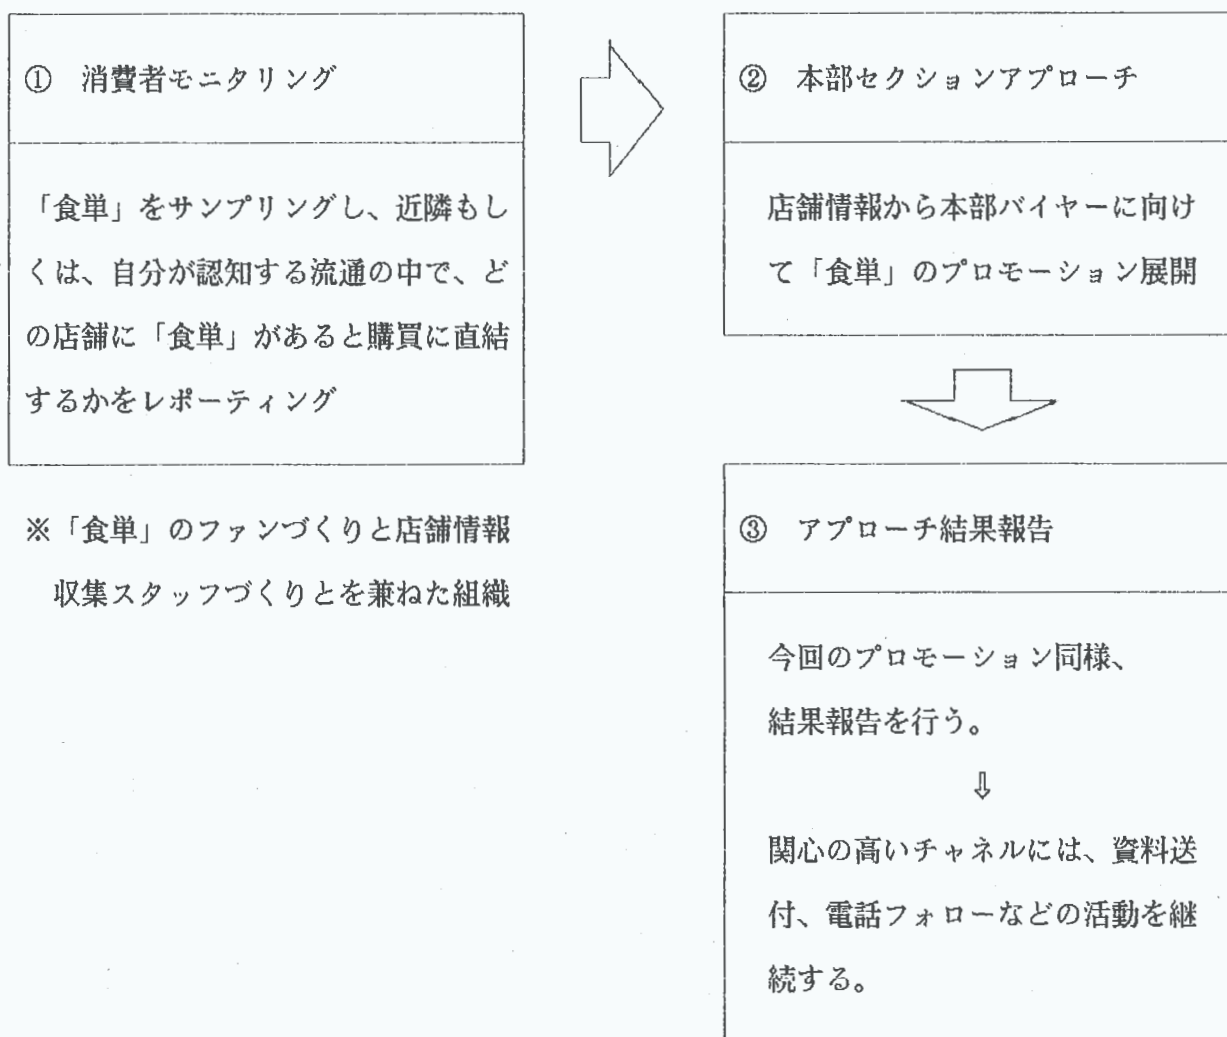 ① 消費者モニタリング
「食単」をサンプリングし、近隣もし
くは、自分が認知する流通の中で、ど
の店舗に「食単」があると購買に直結
するかをレポーティング
※「食単」のファンづくりと店舗情報
収集スタッフづくりとを兼ねた組織
② 本部セクションアプローチ
店舗情報から本部バイヤーに向け
て「食単」のプロモーション展開
③ アプローチ結果報告
今回のプロモーション同様、
結果報告を行う。
⇩
関心の高いチャネルには、資料送
付、電話フォローなどの活動を継
続する。